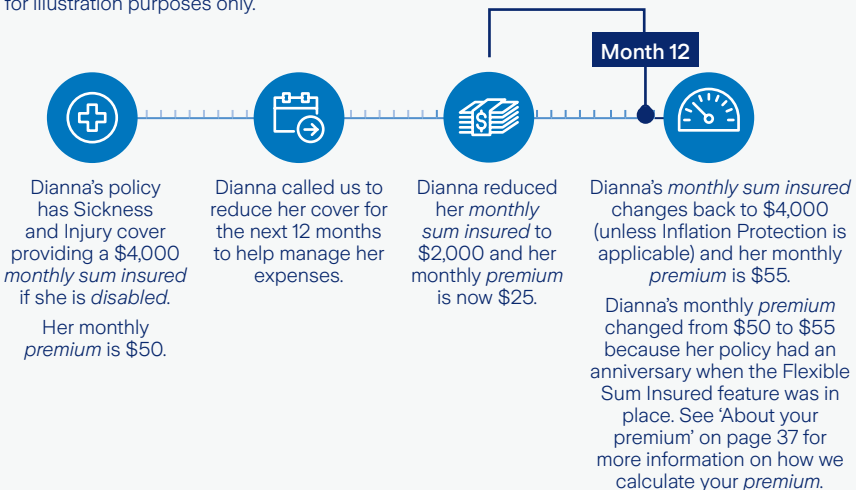 for illustration purposes only.
Month 12
Dianna's policy
has Sickness
and Injury cover
providing a $4,000
monthly sum insured
if she is disabled.
Her monthly
premium is $50.
Dianna called us to
reduce her cover for
the next 12 months
to help manage her
expenses.
Dianna reduced
her monthly
sum insured to
$2,000 and her
monthly premium
is now $25.
Dianna's monthly sum insured
changes back to $4,000
(unless Inflation Protection is
applicable) and her monthly
premium is $55.
Dianna's monthly premium
changed from $50 to $55
because her policy had an
anniversary when the Flexible
Sum Insured feature was in
place. See ‘About your
premium’ on page 37 for
more information on how we
calculate your premium.